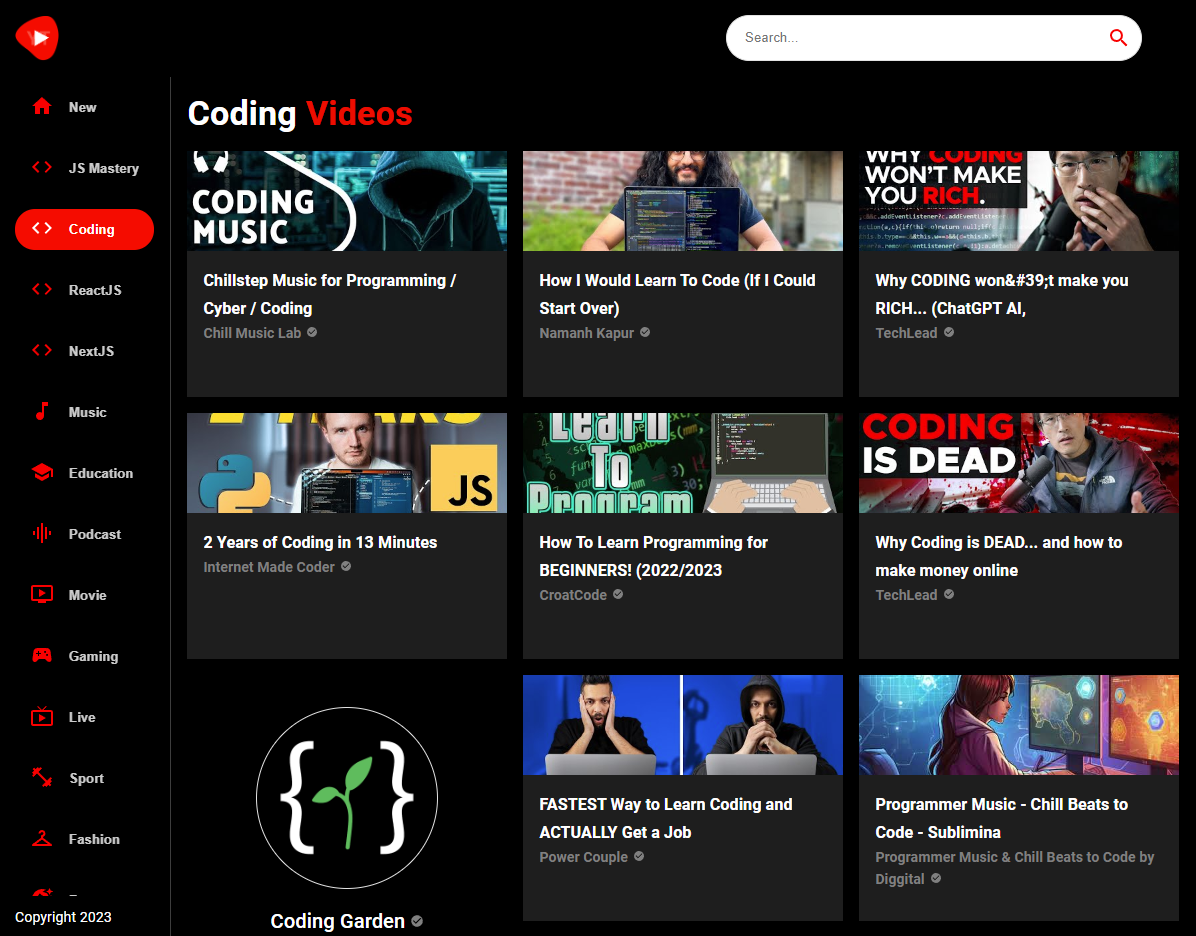 Search...
New
JS Mastery
Coding
ReactJS
NextJS
Music
Education
Podcast
Movie
Gaming
Live
Sport
Fashion
Copyright 2023
Coding Videos
CODING
MUSIC
Chillstep Music for Programming /
Cyber / Coding
Chill Music Lab
How I Would Learn To Code (If I Could
Start Over)
Namanh Kapur
WHY CODING
WON'T MAKE
YOU RICH.
Why CODING won&#39;t make you
RICH... (ChatGPT AI,
TechLead
JS
2 Years of Coding in 13 Minutes
Internet Made Coder
Learn
To
Program
How To Learn Programming for
BEGINNERS! (2022/2023
CroatCode
CODING
IS DEAD
Why Coding is DEAD... and how to
make money online
TechLead
Coding Garden
FASTEST Way to Learn Coding and
ACTUALLY Get a Job
Power Couple
Programmer Music - Chill Beats to
Code - Sublimina
Programmer Music & Chill Beats to Code by
Diggital